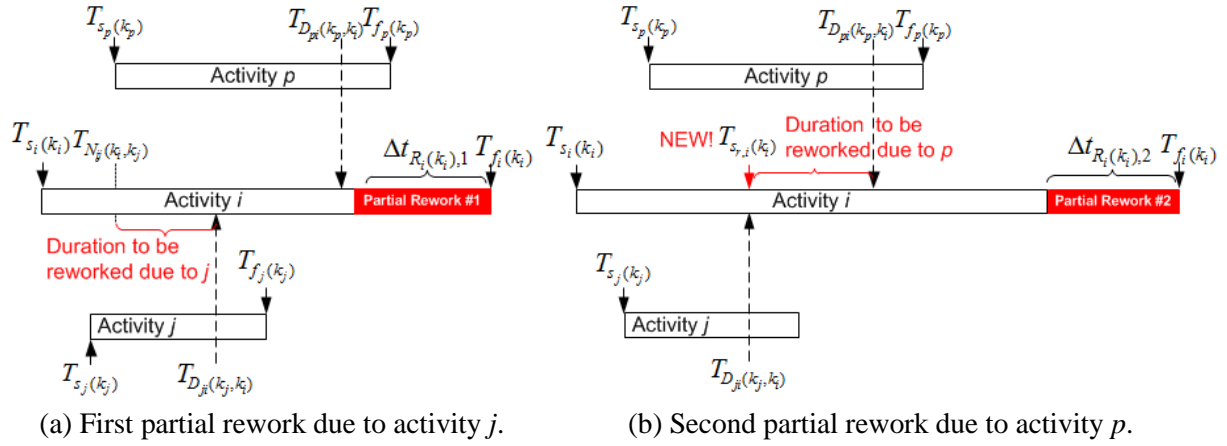 T_{s_p(k_p)} T_{D_{pi}(k_p,k_i)} T_{f_p(k_p)}
Activity p
T_{s_i(k_i)} T_{N_{ij}(k_i,k_j)} Δt_{R_i(k_i),1} T_{f_i(k_i)}
Activity i Partial Rework #1
Duration to be
reworked due to j
T_{f_j(k_j)}
Activity j
T_{s_j(k_j)} T_{D_{ji}(k_j,k_i)}
(a) First partial rework due to activity j.
T_{s_p(k_p)} T_{D_{pi}(k_p,k_i)} T_{f_p(k_p)}
Activity p
T_{s_i(k_i)} NEW! T_{s_{r,i}(k_i)} Duration to be
reworked due to p
Δt_{R_i(k_i),2} T_{f_i(k_i)}
Activity i Partial Rework #2
T_{s_j(k_j)}
Activity j
T_{D_{ji}(k_j,k_i)}
(b) Second partial rework due to activity p.